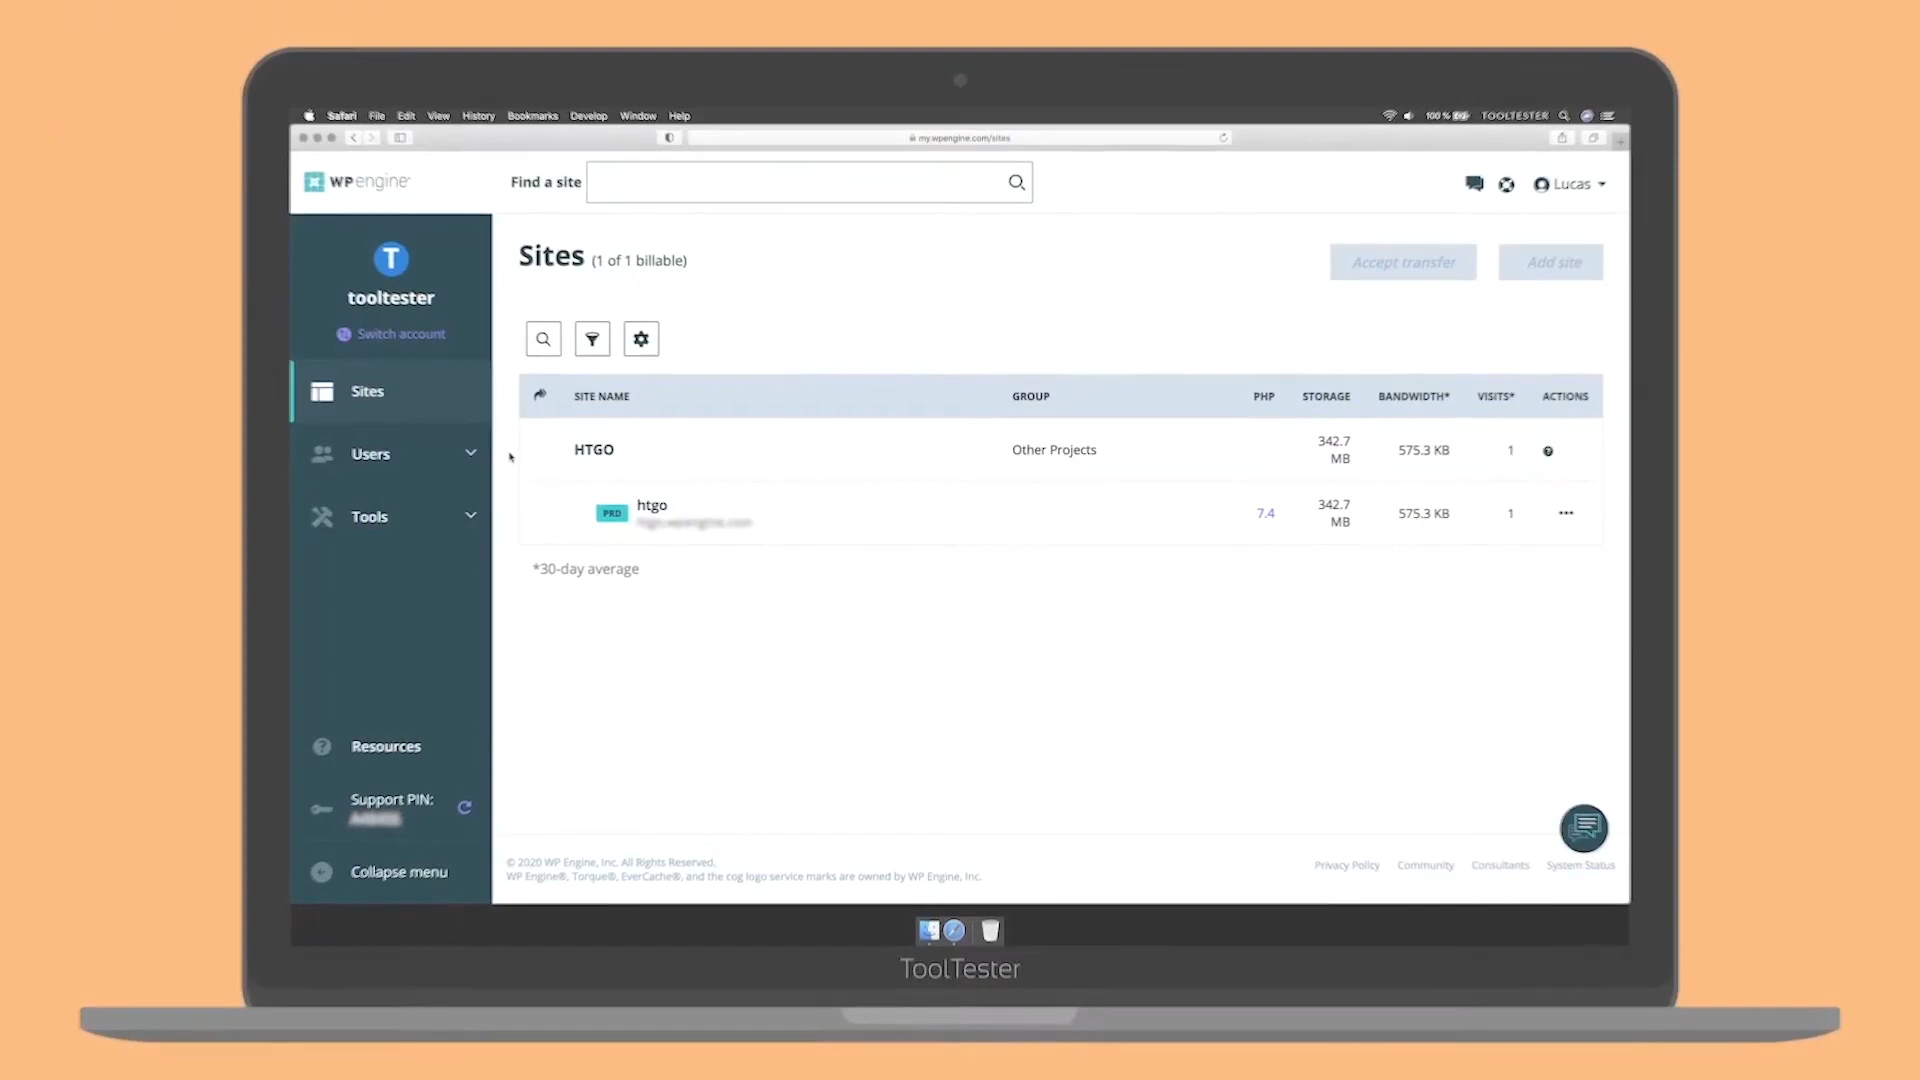 Safari File Edit View History Bookmarks Develop Window Help
100 % TOOLTESTER
my.wpengine.com/sites
WP engine
Find a site
Lucas
T
tooltester
Switch account
Sites
Users
Tools
Resources
Support PIN:
Collapse menu
Sites (1 of 1 billable)
Accept transfer
Add site
SITE NAME GROUP PHP STORAGE BANDWIDTH* VISITS* ACTIONS
HTGO Other Projects 342.7 MB 575.3 KB 1
PRD htgo 7.4 342.7 MB 575.3 KB 1
*30-day average
© 2020 WP Engine, Inc. All Rights Reserved.
WP Engine®, Torque®, EverCache®, and the cog logo service marks are owned by WP Engine, Inc.
Privacy Policy Community Consultants System Status
ToolTester